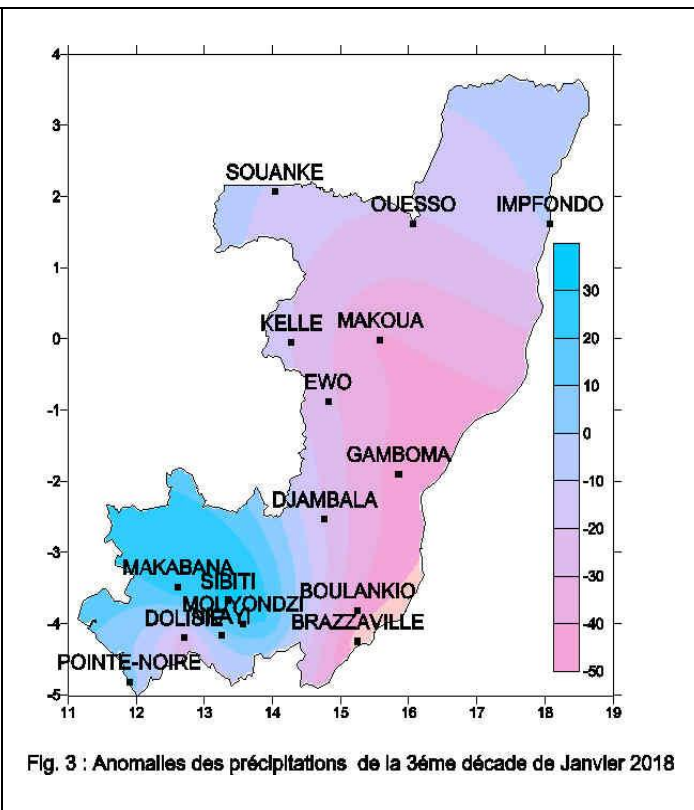 4
3
SOUANKE
2
OUESSO
IMPFONDO
1
30
KELLE
MAKOUA
0
20
EWO
10
-1
0
GAMBOMA
-2
-10
DJAMBALA
-20
-3
MAKABANA
SIBITI
-30
MOUYONDZI
BOULANKIO
DOLISIE
-4
BRAZZAVILLE
-40
POINTE-NOIRE
-50
-5
11 12 13 14 15 16 17 18 19
Fig. 3 : Anomalies des précipitations de la 3éme décade de Janvier 2018